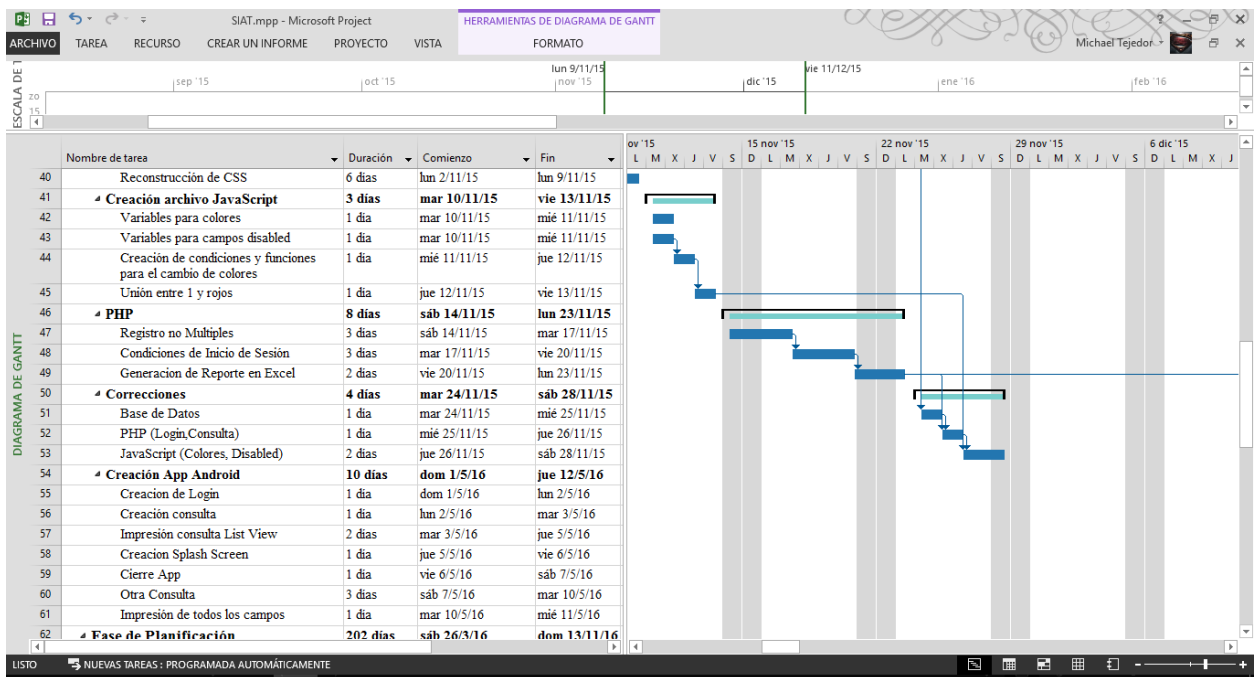 SIAT.mpp - Microsoft Project
HERRAMIENTAS DE DIAGRAMA DE GANTT
?
ARCHIVO TAREA RECURSO CREAR UN INFORME PROYECTO VISTA FORMATO Michael Tejedor
lun 9/11/15 vie 11/12/15
sep '15 oct '15 nov '15 dic '15 ene '16 feb '16
ESCALA DE T
zo
15
ov '15 15 nov '15 22 nov '15 29 nov '15 6 dic '15
Nombre de tarea Duración Comienzo Fin
L M X J V S D L M X J V S D L M X J V S D L M X J V S D L M X J
40 Reconstrucción de CSS 6 días lun 2/11/15 lun 9/11/15
41 Creación archivo JavaScript 3 días mar 10/11/15 vie 13/11/15
42 Variables para colores 1 día mar 10/11/15 mié 11/11/15
43 Variables para campos disabled 1 día mar 10/11/15 mié 11/11/15
44 Creación de condiciones y funciones 1 día mié 11/11/15 jue 12/11/15
para el cambio de colores
45 Unión entre 1 y rojos 1 día jue 12/11/15 vie 13/11/15
46 PHP 8 días sáb 14/11/15 lun 23/11/15
47 Registro no Multiples 3 días sáb 14/11/15 mar 17/11/15
48 Condiciones de Inicio de Sesión 3 días mar 17/11/15 vie 20/11/15
49 Generacion de Reporte en Excel 2 días vie 20/11/15 lun 23/11/15
50 Correcciones 4 días mar 24/11/15 sáb 28/11/15
51 Base de Datos 1 día mar 24/11/15 mié 25/11/15
52 PHP (Login,Consulta) 1 día mié 25/11/15 jue 26/11/15
53 JavaScript (Colores, Disabled) 2 días jue 26/11/15 sáb 28/11/15
54 Creación App Android 10 días dom 1/5/16 jue 12/5/16
55 Creacion de Login 1 día dom 1/5/16 lun 2/5/16
56 Creación consulta 1 día lun 2/5/16 mar 3/5/16
57 Impresión consulta List View 2 días mar 3/5/16 jue 5/5/16
58 Creacion Splash Screen 1 día jue 5/5/16 vie 6/5/16
59 Cierre App 1 día vie 6/5/16 sáb 7/5/16
60 Otra Consulta 3 días sáb 7/5/16 mar 10/5/16
61 Impresión de todos los campos 1 día mar 10/5/16 mié 11/5/16
62 Fase de Planificación 202 días sáb 26/3/16 dom 13/11/16
DIAGRAMA DE GANTT
LISTO NUEVAS TAREAS : PROGRAMADA AUTOMÁTICAMENTE